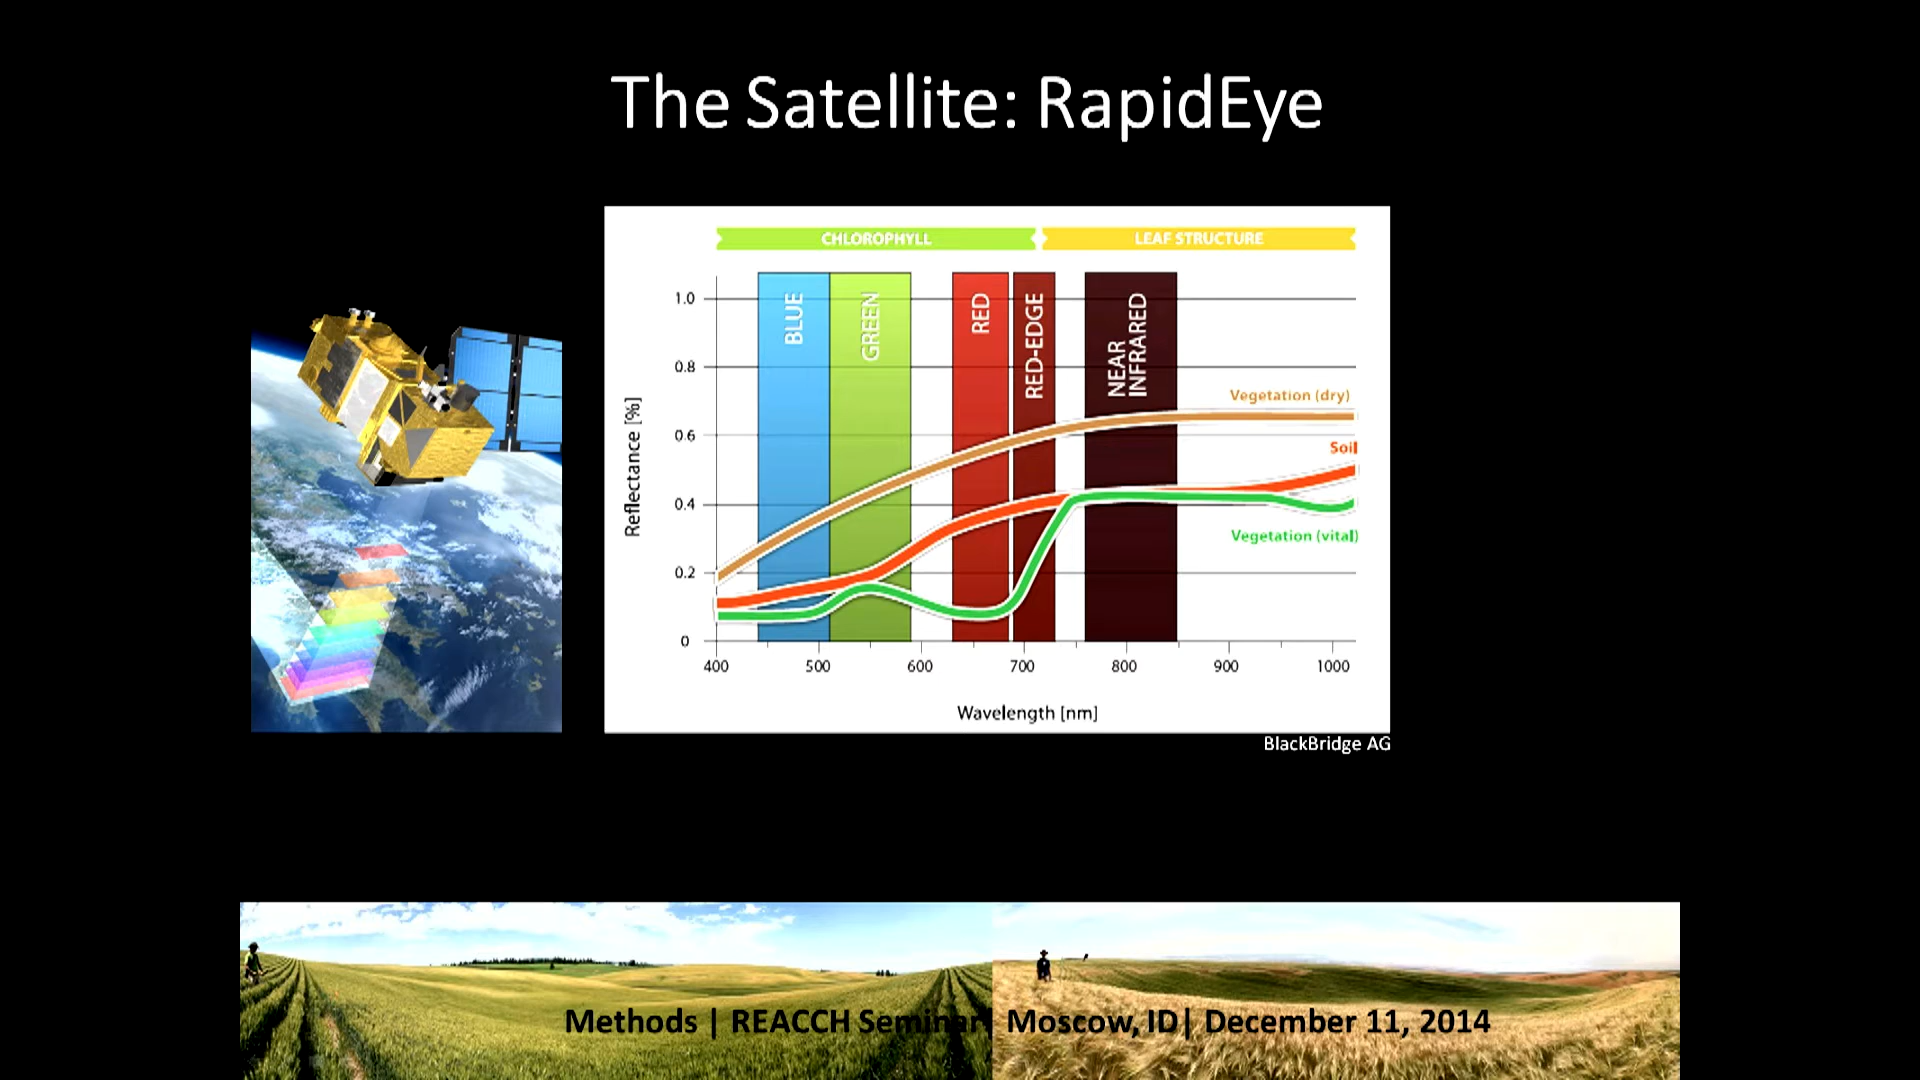 The Satellite: RapidEye
CHLOROPHYLL
LEAF STRUCTURE
BLUE
GREEN
RED
RED-EDGE
NEAR
INFRARED
1.0
0.8
0.6
0.4
0.2
0
Reflectance [%]
Vegetation (dry)
Soil
Vegetation (vital)
400 500 600 700 800 900 1000
Wavelength [nm]
BlackBridge AG
Methods | REACCH Seminar| Moscow, ID| December 11, 2014